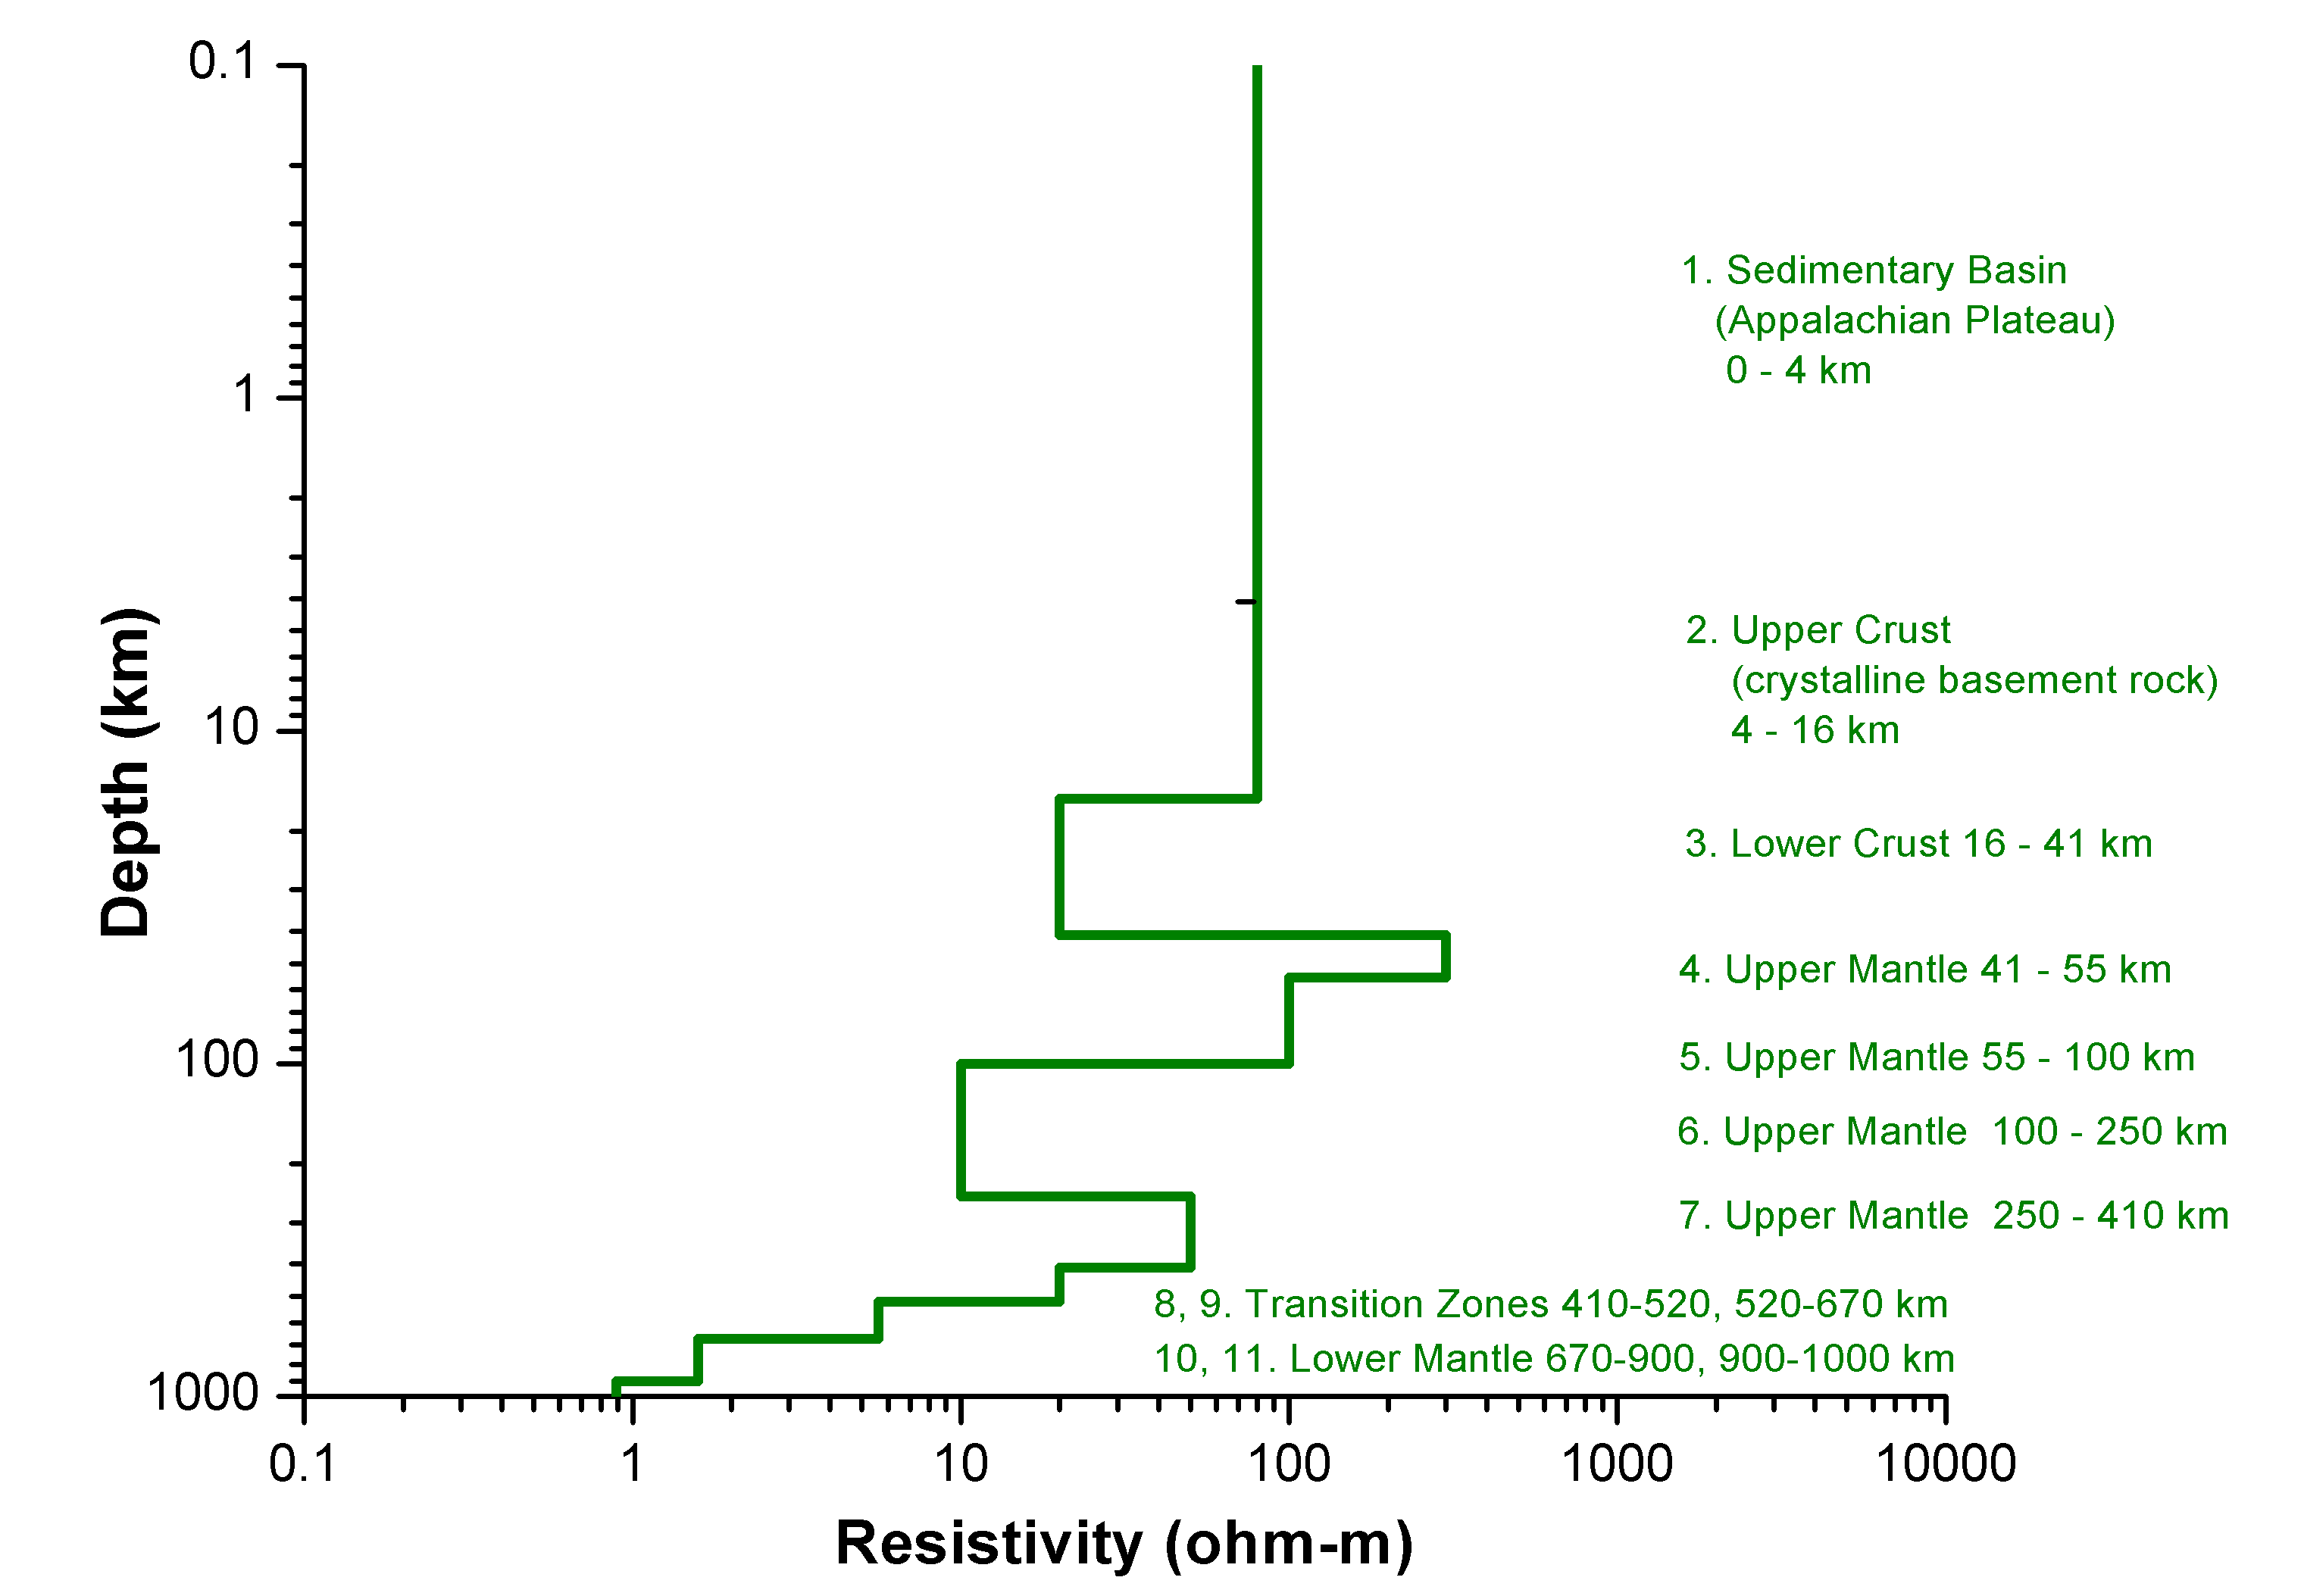 0.1
1
10
100
1000
Depth (km)
1. Sedimentary Basin
(Appalachian Plateau)
0 - 4 km
2. Upper Crust
(crystalline basement rock)
4 - 16 km
3. Lower Crust 16 - 41 km
4. Upper Mantle 41 - 55 km
5. Upper Mantle 55 - 100 km
6. Upper Mantle 100 - 250 km
7. Upper Mantle 250 - 410 km
8, 9. Transition Zones 410-520, 520-670 km
10, 11. Lower Mantle 670-900, 900-1000 km
0.1 1 10 100 1000 10000
Resistivity (ohm-m)